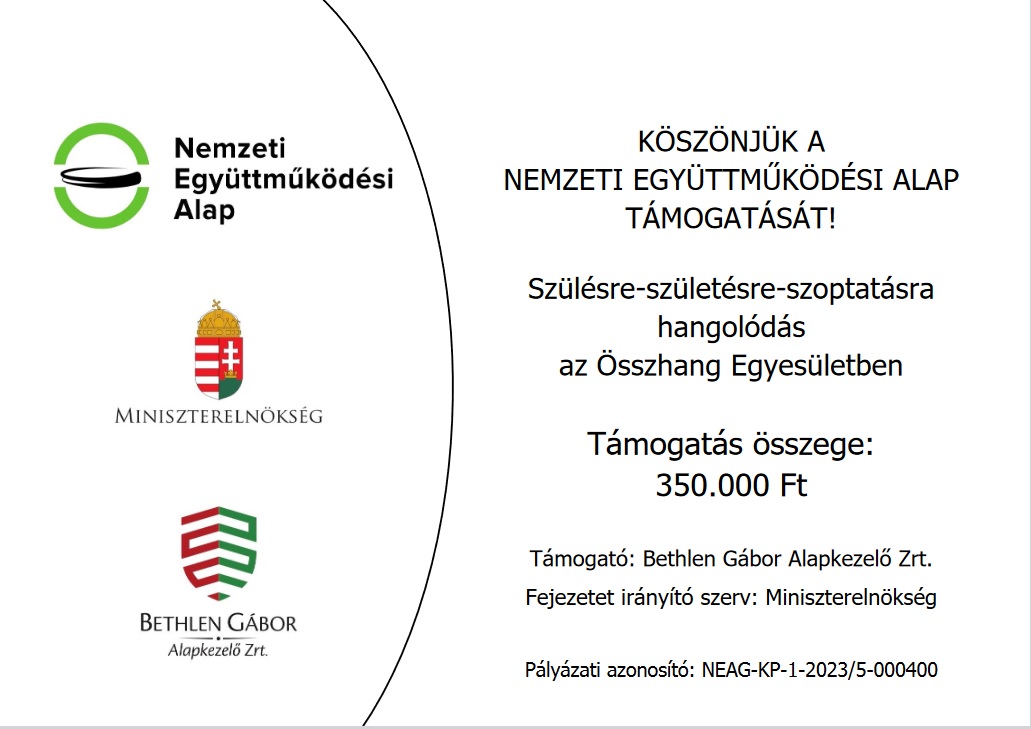 Nemzeti
Együttműködési
Alap
MINISZTERELNÖKSÉG
BETHLEN GÁBOR
Alapkezelő Zrt.
KÖSZÖNJÜK A
NEMZETI EGYÜTTMŰKÖDÉSI ALAP
TÁMOGATÁSÁT!
Szülésre-születésre-szoptatásra
hangolódás
az Összhang Egyesületben
Támogatás összege:
350.000 Ft
Támogató: Bethlen Gábor Alapkezelő Zrt.
Fejezetet irányító szerv: Miniszterelnökség
Pályázati azonosító: NEAG-KP-1-2023/5-000400